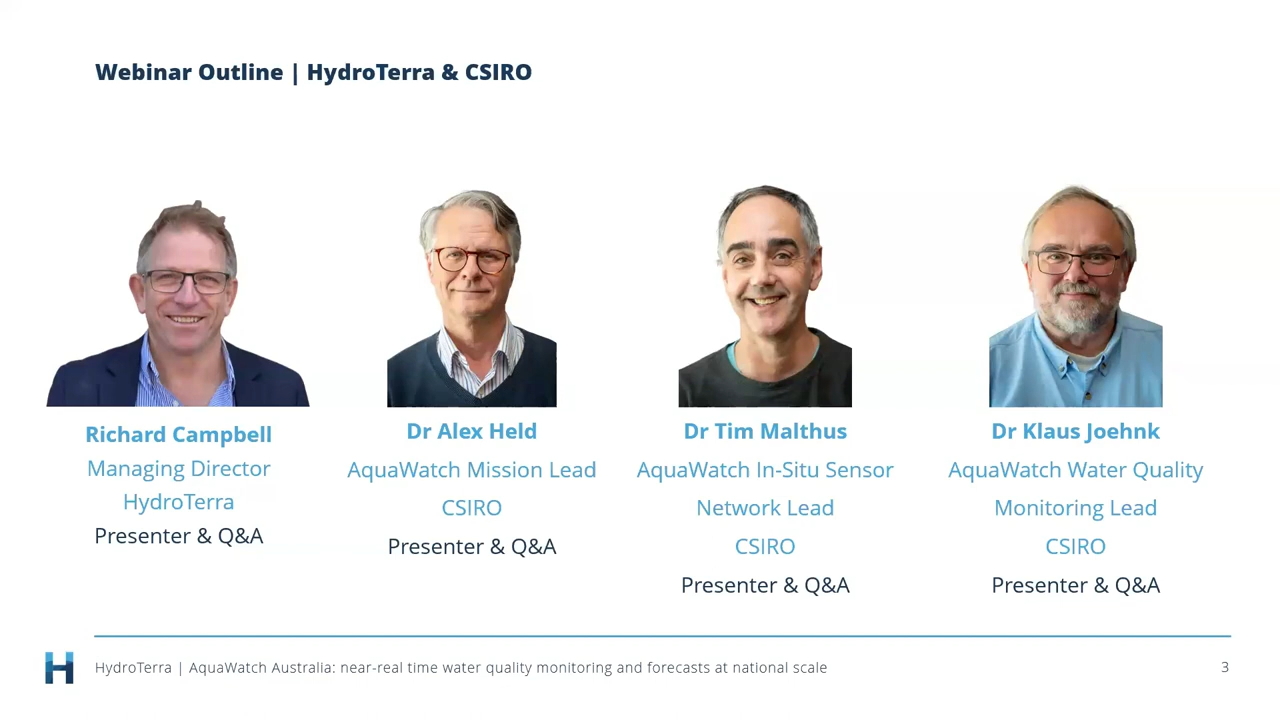 Webinar Outline | HydroTerra & CSIRO
Richard Campbell
Managing Director
HydroTerra
Presenter & Q&A
Dr Alex Held
AquaWatch Mission Lead
CSIRO
Presenter & Q&A
Dr Tim Malthus
AquaWatch In-Situ Sensor
Network Lead
CSIRO
Presenter & Q&A
Dr Klaus Joehnk
AquaWatch Water Quality
Monitoring Lead
CSIRO
Presenter & Q&A
HydroTerra | AquaWatch Australia: near-real time water quality monitoring and forecasts at national scale
3